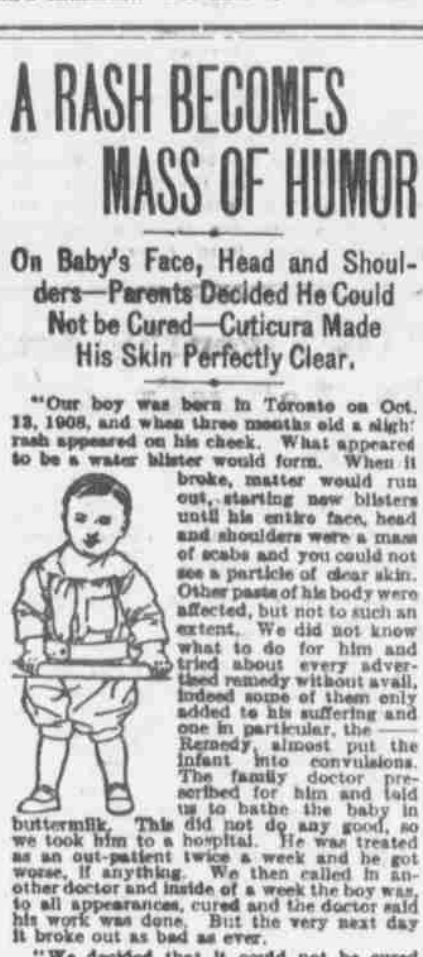 A RASH BECOMES
MASS OF HUMOR
On Baby's Face, Head and Shoul-
ders—Parents Decided He Could
Not be Cured—Cuticura Made
His Skin Perfectly Clear.
"Our boy was born in Toronto on Oct.
13, 1908, and when three months old a slight
rash appeared on his cheek. What appeared
to be a water blister would form. When it
broke, matter would run
out, starting new blisters
until his entire face, head
and shoulders were a mass
of scabs and you could not
see a particle of clear skin.
Other parts of his body were
affected, but not to such an
extent. We did not know
what to do for him and
tried about every adver-
tised remedy without avail,
indeed some of them only
added to his suffering and
one in particular, the ——
Remedy, almost put the
infant into convulsions.
The family doctor pre-
scribed for him and told
us to bathe the baby in
buttermilk. This did not do any good, so
we took him to a hospital. He was treated
as an out-patient twice a week and he got
worse, if anything. We then called in an-
other doctor and inside of a week the boy was,
to all appearances, cured and the doctor said
his work was done. But the very next day
it broke out as bad as ever.
"We decided that it could not be cured